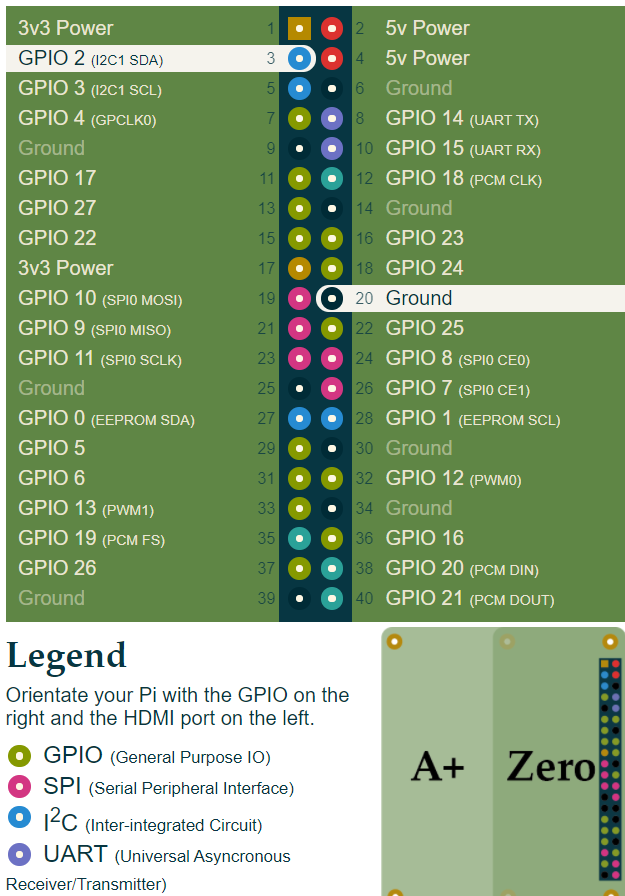 3v3 Power 1 2 5v Power
GPIO 2 (I2C1 SDA) 3 4 5v Power
GPIO 3 (I2C1 SCL) 5 6 Ground
GPIO 4 (GPCLK0) 7 8 GPIO 14 (UART TX)
Ground 9 10 GPIO 15 (UART RX)
GPIO 17 11 12 GPIO 18 (PCM CLK)
GPIO 27 13 14 Ground
GPIO 22 15 16 GPIO 23
3v3 Power 17 18 GPIO 24
GPIO 10 (SPI0 MOSI) 19 20 Ground
GPIO 9 (SPI0 MISO) 21 22 GPIO 25
GPIO 11 (SPI0 SCLK) 23 24 GPIO 8 (SPI0 CE0)
Ground 25 26 GPIO 7 (SPI0 CE1)
GPIO 0 (EEPROM SDA) 27 28 GPIO 1 (EEPROM SCL)
GPIO 5 29 30 Ground
GPIO 6 31 32 GPIO 12 (PWM0)
GPIO 13 (PWM1) 33 34 Ground
GPIO 19 (PCM FS) 35 36 GPIO 16
GPIO 26 37 38 GPIO 20 (PCM DIN)
Ground 39 40 GPIO 21 (PCM DOUT)
Legend
Orientate your Pi with the GPIO on the
right and the HDMI port on the left.
GPIO (General Purpose IO)
SPI (Serial Peripheral Interface)
I²C (Inter-integrated Circuit)
UART (Universal Asyncronous
Receiver/Transmitter)
A+ Zero